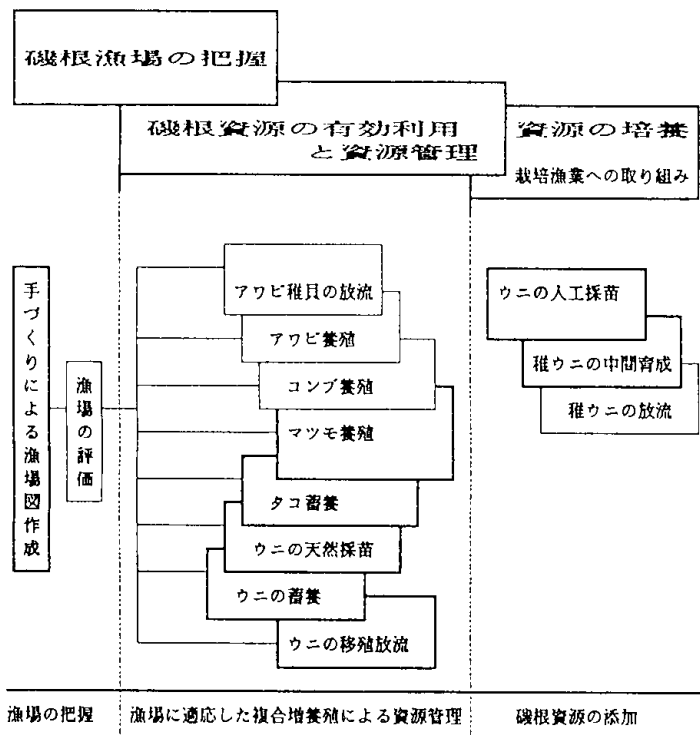 磯根漁場の把握
磯根資源の有効利用
と資源管理
資源の培養
栽培漁業への取り組み
手づくりによる漁場図作成
漁場の評価
アワビ稚貝の放流
アワビ養殖
コンブ養殖
マツモ養殖
タコ蓄養
ウニの天然採苗
ウニの蓄養
ウニの移殖放流
ウニの人工採苗
稚ウニの中間育成
稚ウニの放流
漁場の把握
漁場に適応した複合増養殖による資源管理
磯根資源の添加